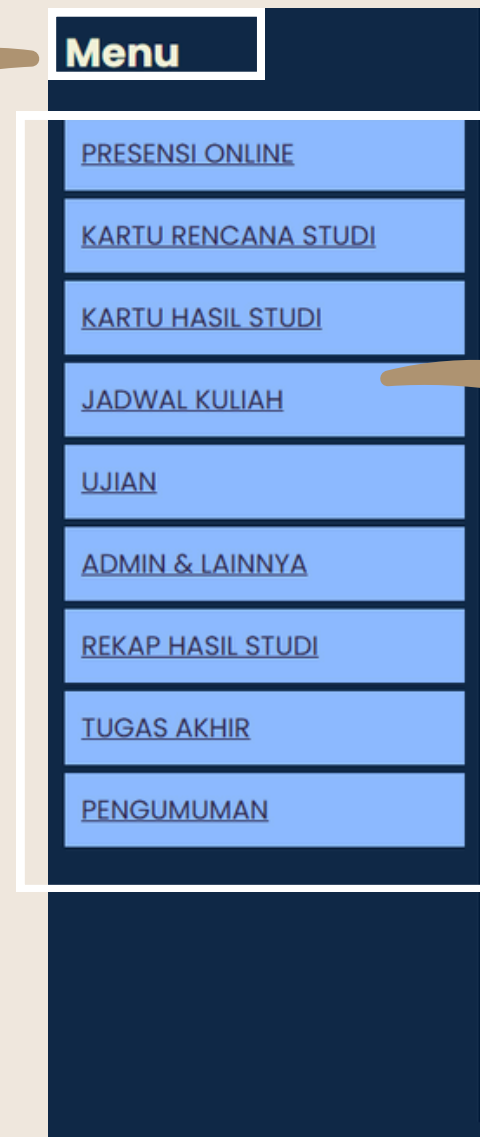 Menu
PRESENSI ONLINE
KARTU RENCANA STUDI
KARTU HASIL STUDI
JADWAL KULIAH
UJIAN
ADMIN & LAINNYA
REKAP HASIL STUDI
TUGAS AKHIR
PENGUMUMAN